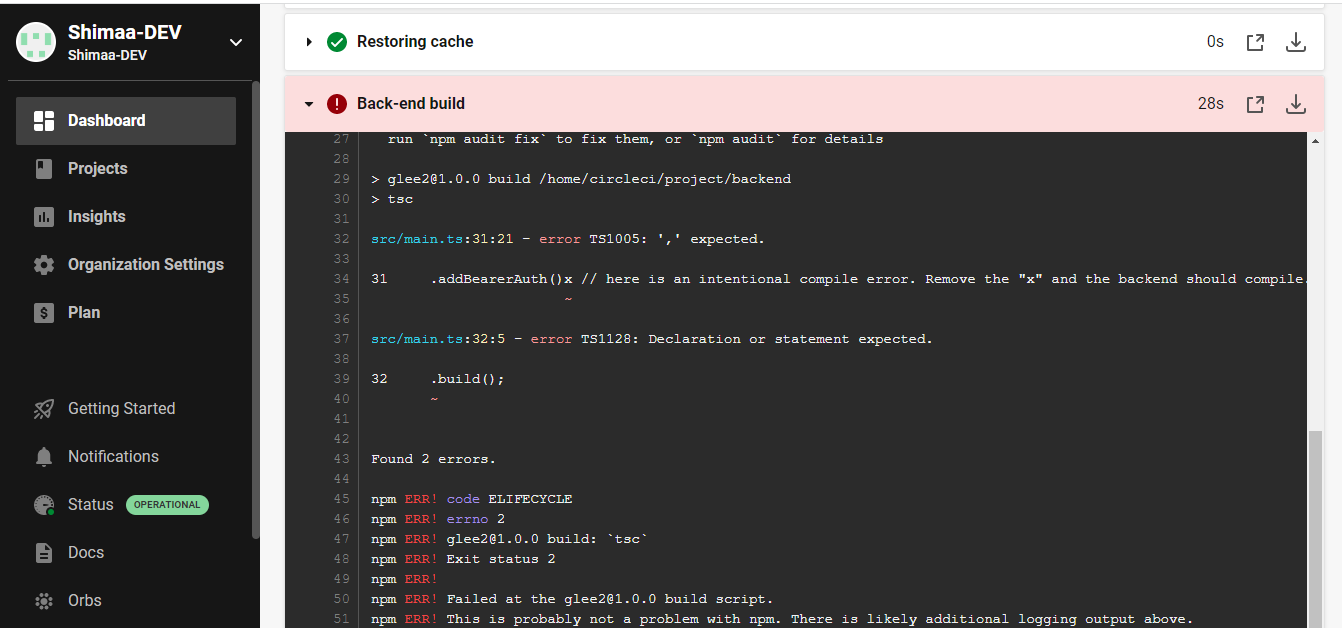 Shimaa-DEV
Shimaa-DEV
Dashboard
Projects
Insights
Organization Settings
Plan
Getting Started
Notifications
Status OPERATIONAL
Docs
Orbs
Restoring cache 0s
Back-end build 28s
27 run `npm audit fix` to fix them, or `npm audit` for details
28
29 > glee2@1.0.0 build /home/circleci/project/backend
30 > tsc
31
32 src/main.ts:31:21 - error TS1005: ',' expected.
33
34 31 .addBearerAuth()x // here is an intentional compile error. Remove the "x" and the backend should compile.
35 ~
36
37 src/main.ts:32:5 - error TS1128: Declaration or statement expected.
38
39 32 .build();
40 ~
41
42
43 Found 2 errors.
44
45 npm ERR! code ELIFECYCLE
46 npm ERR! errno 2
47 npm ERR! glee2@1.0.0 build: `tsc`
48 npm ERR! Exit status 2
49 npm ERR!
50 npm ERR! Failed at the glee2@1.0.0 build script.
51 npm ERR! This is probably not a problem with npm. There is likely additional logging output above.